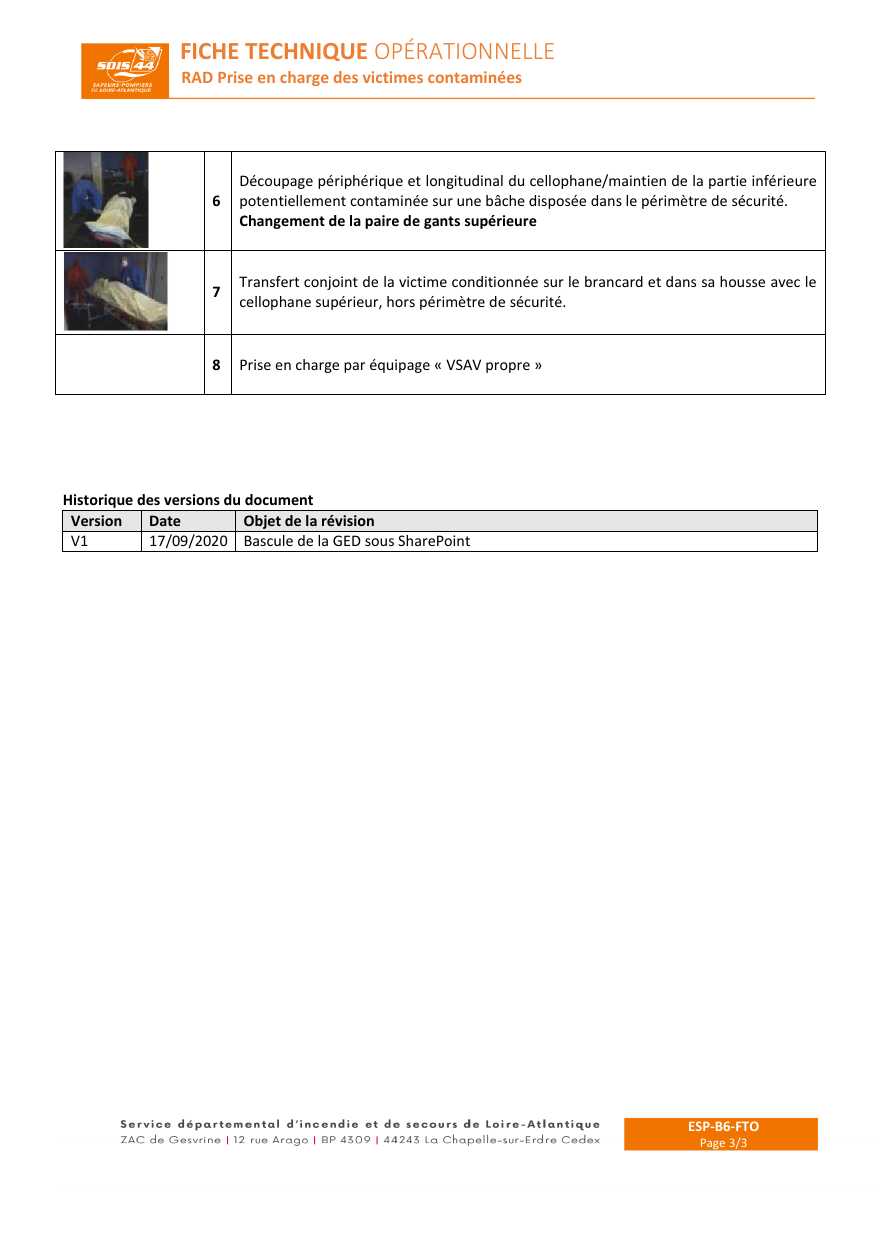 FICHE TECHNIQUE OPÉRATIONNELLE
RAD Prise en charge des victimes contaminées
SDIS 44
SAPEURS-POMPIERS
DE LOIRE-ATLANTIQUE
6
Découpage périphérique et longitudinal du cellophane/maintien de la partie inférieure
potentiellement contaminée sur une bâche disposée dans le périmètre de sécurité.
Changement de la paire de gants supérieure
7
Transfert conjoint de la victime conditionnée sur le brancard et dans sa housse avec le
cellophane supérieur, hors périmètre de sécurité.
8
Prise en charge par équipage « VSAV propre »
Historique des versions du document
Version Date Objet de la révision
V1 17/09/2020 Bascule de la GED sous SharePoint
Service départemental d'incendie et de secours de Loire-Atlantique
ZAC de Gesvrine | 12 rue Arago | BP 4309 | 44243 La Chapelle-sur-Erdre Cedex
ESP-B6-FTO
Page 3/3